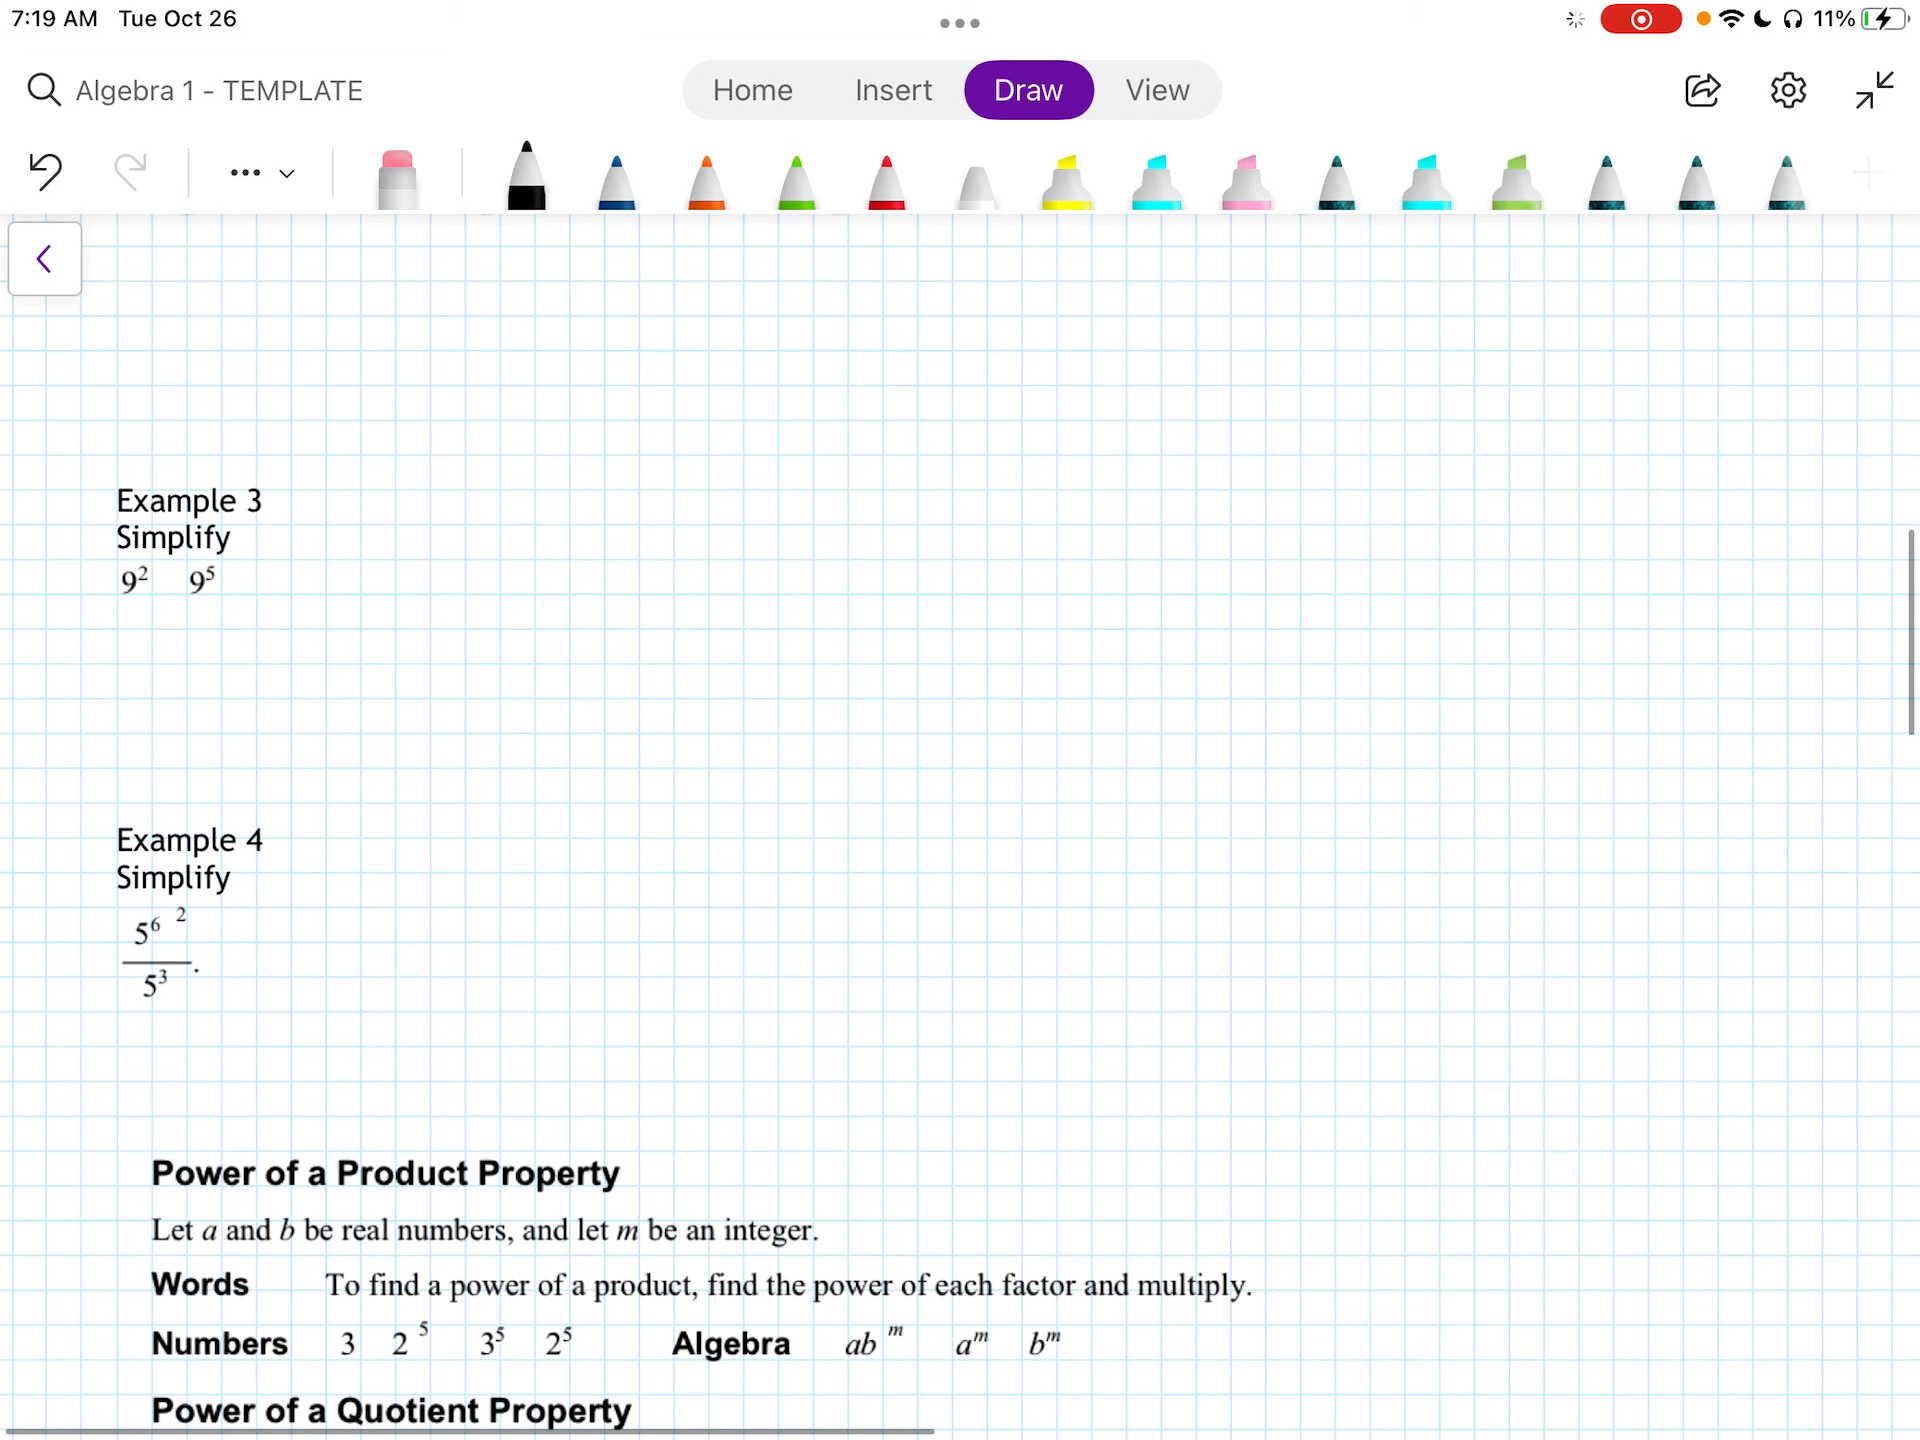 7:19 AM Tue Oct 26
11%
Algebra 1 - TEMPLATE
Home Insert Draw View
Example 3
Simplify
9² 9⁵
Example 4
Simplify
5⁶ ²
5³ .
Power of a Product Property
Let a and b be real numbers, and let m be an integer.
Words To find a power of a product, find the power of each factor and multiply.
Numbers 3 2 ⁵ 3⁵ 2⁵ Algebra ab ᵐ aᵐ bᵐ
Power of a Quotient Property